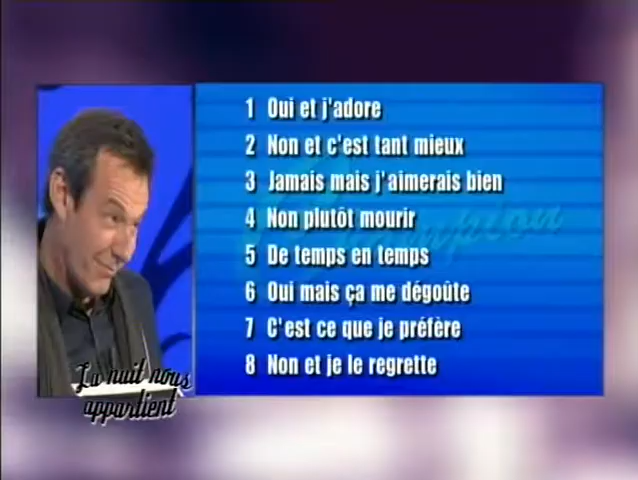 1 Oui et j'adore
2 Non et c'est tant mieux
3 Jamais mais j'aimerais bien
4 Non plutôt mourir
5 De temps en temps
6 Oui mais ça me dégoûte
7 C'est ce que je préfère
8 Non et je le regrette
Champion
La nuit nous
appartient